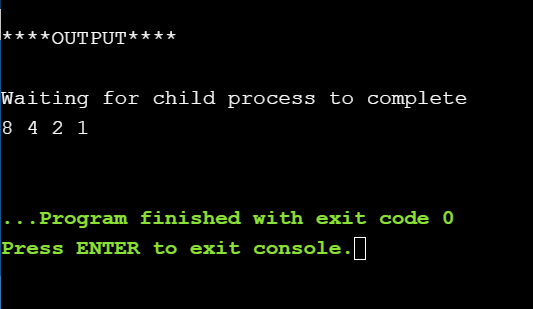 ****OUTPUT****
Waiting for child process to complete
8 4 2 1
...Program finished with exit code 0
Press ENTER to exit console.